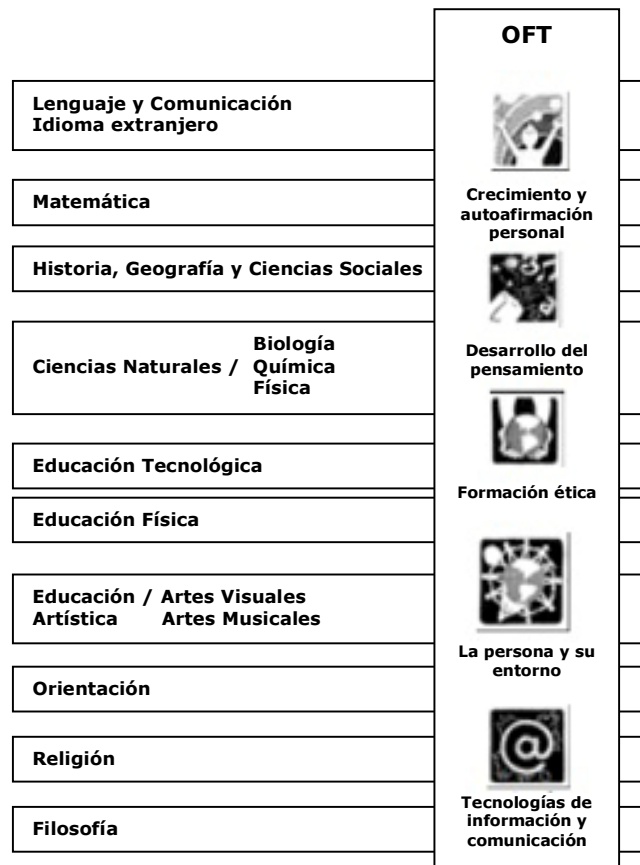 OFT
Lenguaje y Comunicación
Idioma extranjero
Matemática
Historia, Geografía y Ciencias Sociales
Biología
Ciencias Naturales / Química
Física
Educación Tecnológica
Educación Física
Educación / Artes Visuales
Artística Artes Musicales
Orientación
Religión
Filosofía
Crecimiento y
autoafirmación
personal
Desarrollo del
pensamiento
Formación ética
La persona y su
entorno
@
Tecnologías de
información y
comunicación